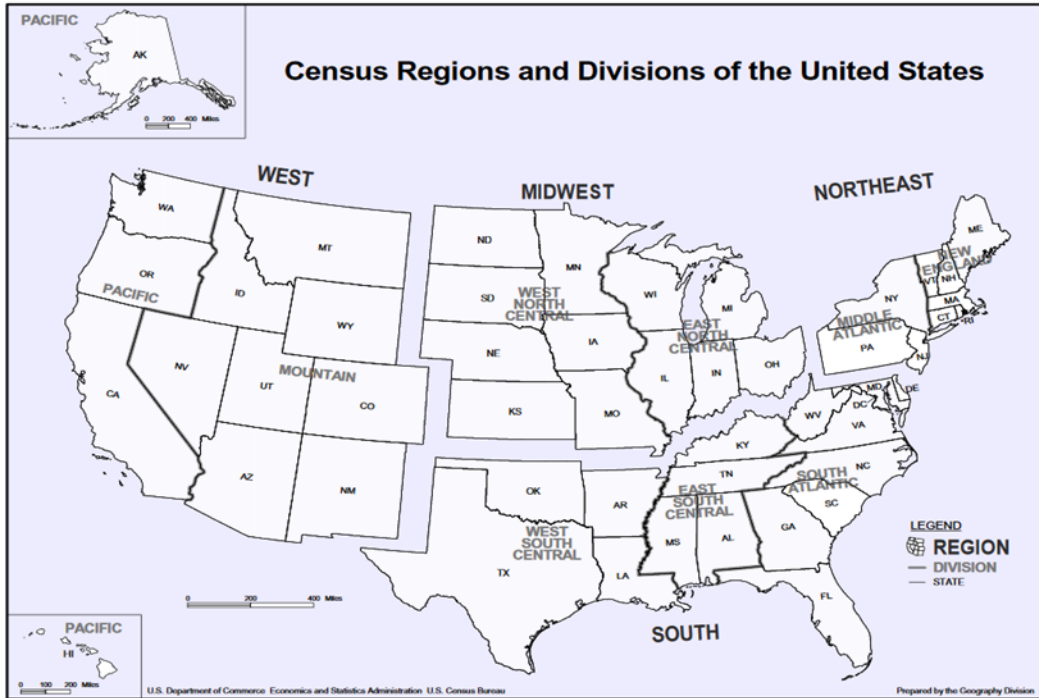 PACIFIC
AK
0 200 400 Miles
Census Regions and Divisions of the United States
WEST
MIDWEST
NORTHEAST
WA
MT
OR
ID
PACIFIC
WY
NV
UT
MOUNTAIN
CO
CA
AZ
NM
ND
MN
SD
WEST
NORTH
CENTRAL
NE
IA
KS
MO
WI
MI
EAST
NORTH
CENTRAL
IL
IN
OH
ME
NEW
ENGLAND
VT
NH
NY
MA
CT
RI
MIDDLE
ATLANTIC
PA
NJ
MD
DE
DC
WV
VA
KY
NC
TN
SOUTH
ATLANTIC
SC
EAST
SOUTH
CENTRAL
MS
AL
GA
FL
OK
AR
WEST
SOUTH
CENTRAL
TX
LA
SOUTH
LEGEND
REGION
DIVISION
STATE
0 200 400 Miles
PACIFIC
HI
0 100 200 Miles
U.S. Department of Commerce Economics and Statistics Administration U.S. Census Bureau
Prepared by the Geography Division